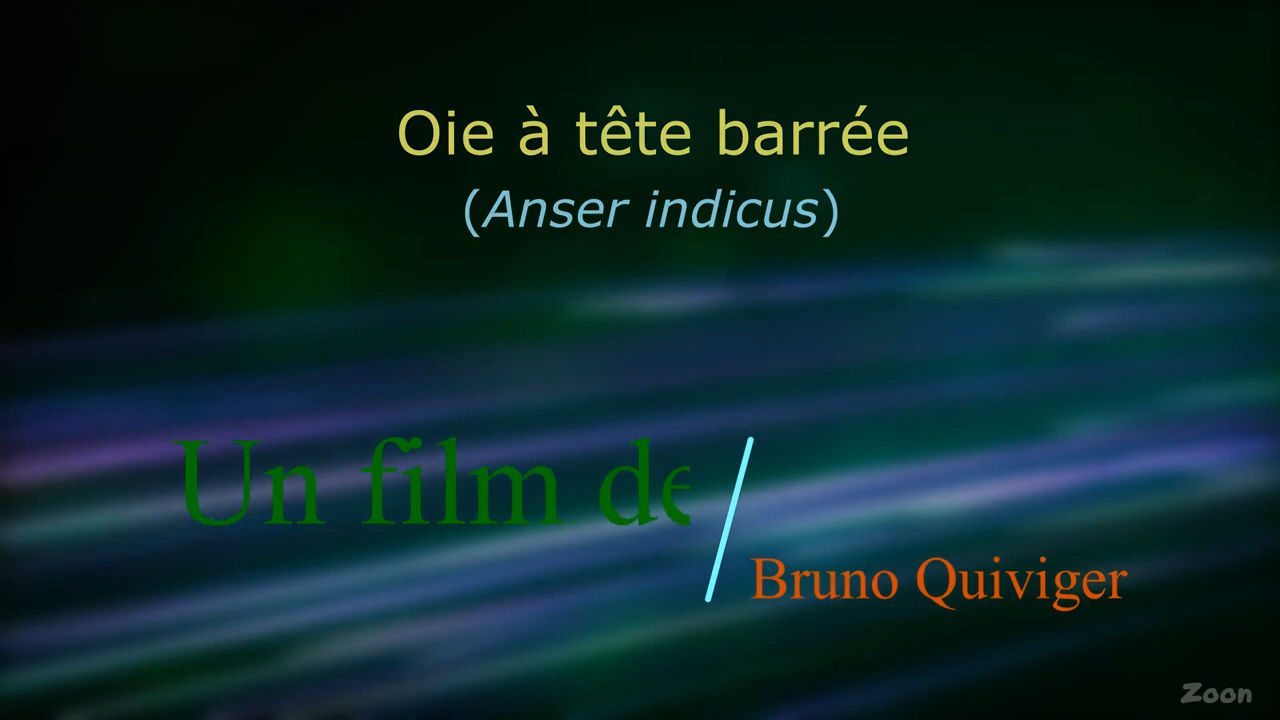 Oie à tête barrée
(Anser indicus)
Un film de
Bruno Quiviger
Zoon